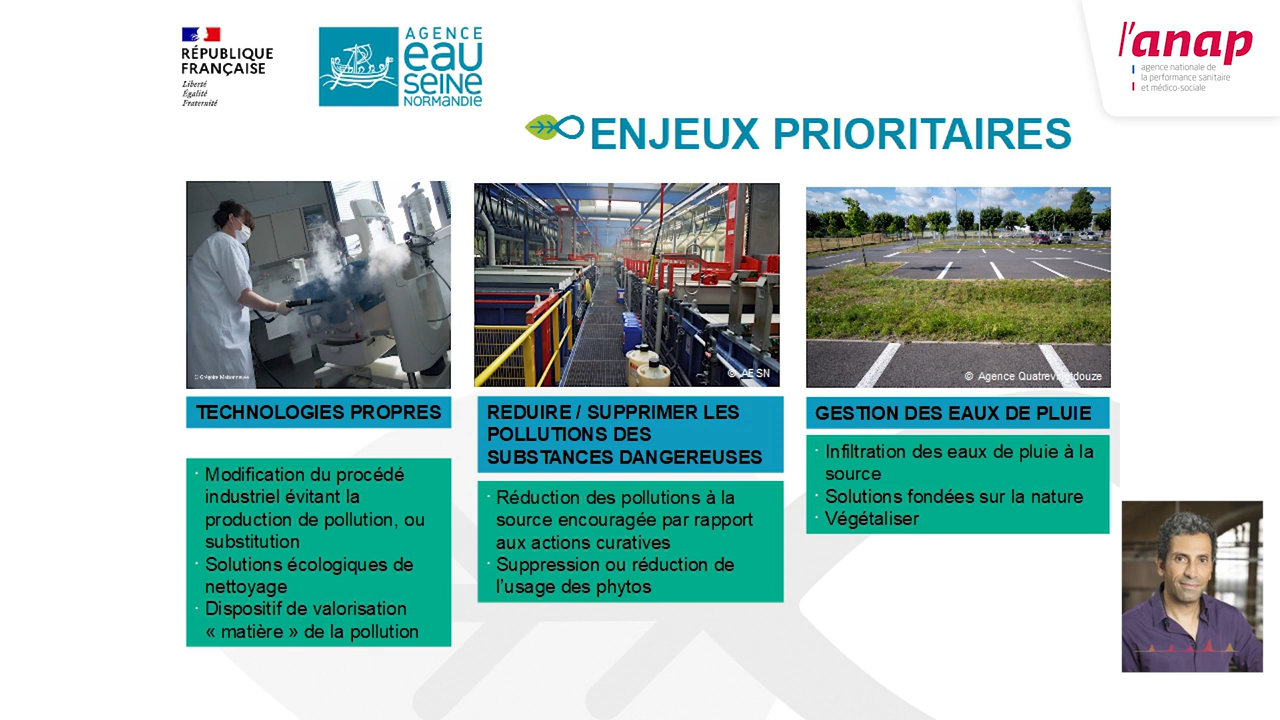 RÉPUBLIQUE
FRANÇAISE
Liberté
Égalité
Fraternité
AGENCE
eau
SEINE
NORMANDIE
l'anap
agence nationale de
la performance sanitaire
et médico-sociale
ENJEUX PRIORITAIRES
© Grégoire Maisonneuve
© AESN
© Agence Quatrevingtdouze
TECHNOLOGIES PROPRES
· Modification du procédé
industriel évitant la
production de pollution, ou
substitution
· Solutions écologiques de
nettoyage
· Dispositif de valorisation
« matière » de la pollution
REDUIRE / SUPPRIMER LES
POLLUTIONS DES
SUBSTANCES DANGEREUSES
· Réduction des pollutions à la
source encouragée par rapport
aux actions curatives
· Suppression ou réduction de
l’usage des phytos
GESTION DES EAUX DE PLUIE
· Infiltration des eaux de pluie à la
source
· Solutions fondées sur la nature
· Végétaliser